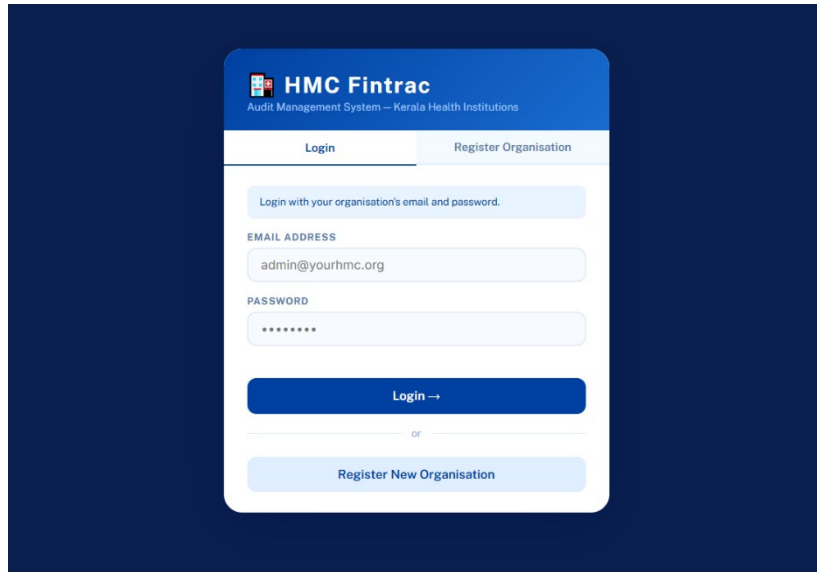 HMC Fintrac
Audit Management System — Kerala Health Institutions
Login
Register Organisation
Login with your organisation's email and password.
EMAIL ADDRESS
admin@yourhmc.org
PASSWORD
••••••••
Login →
or
Register New Organisation